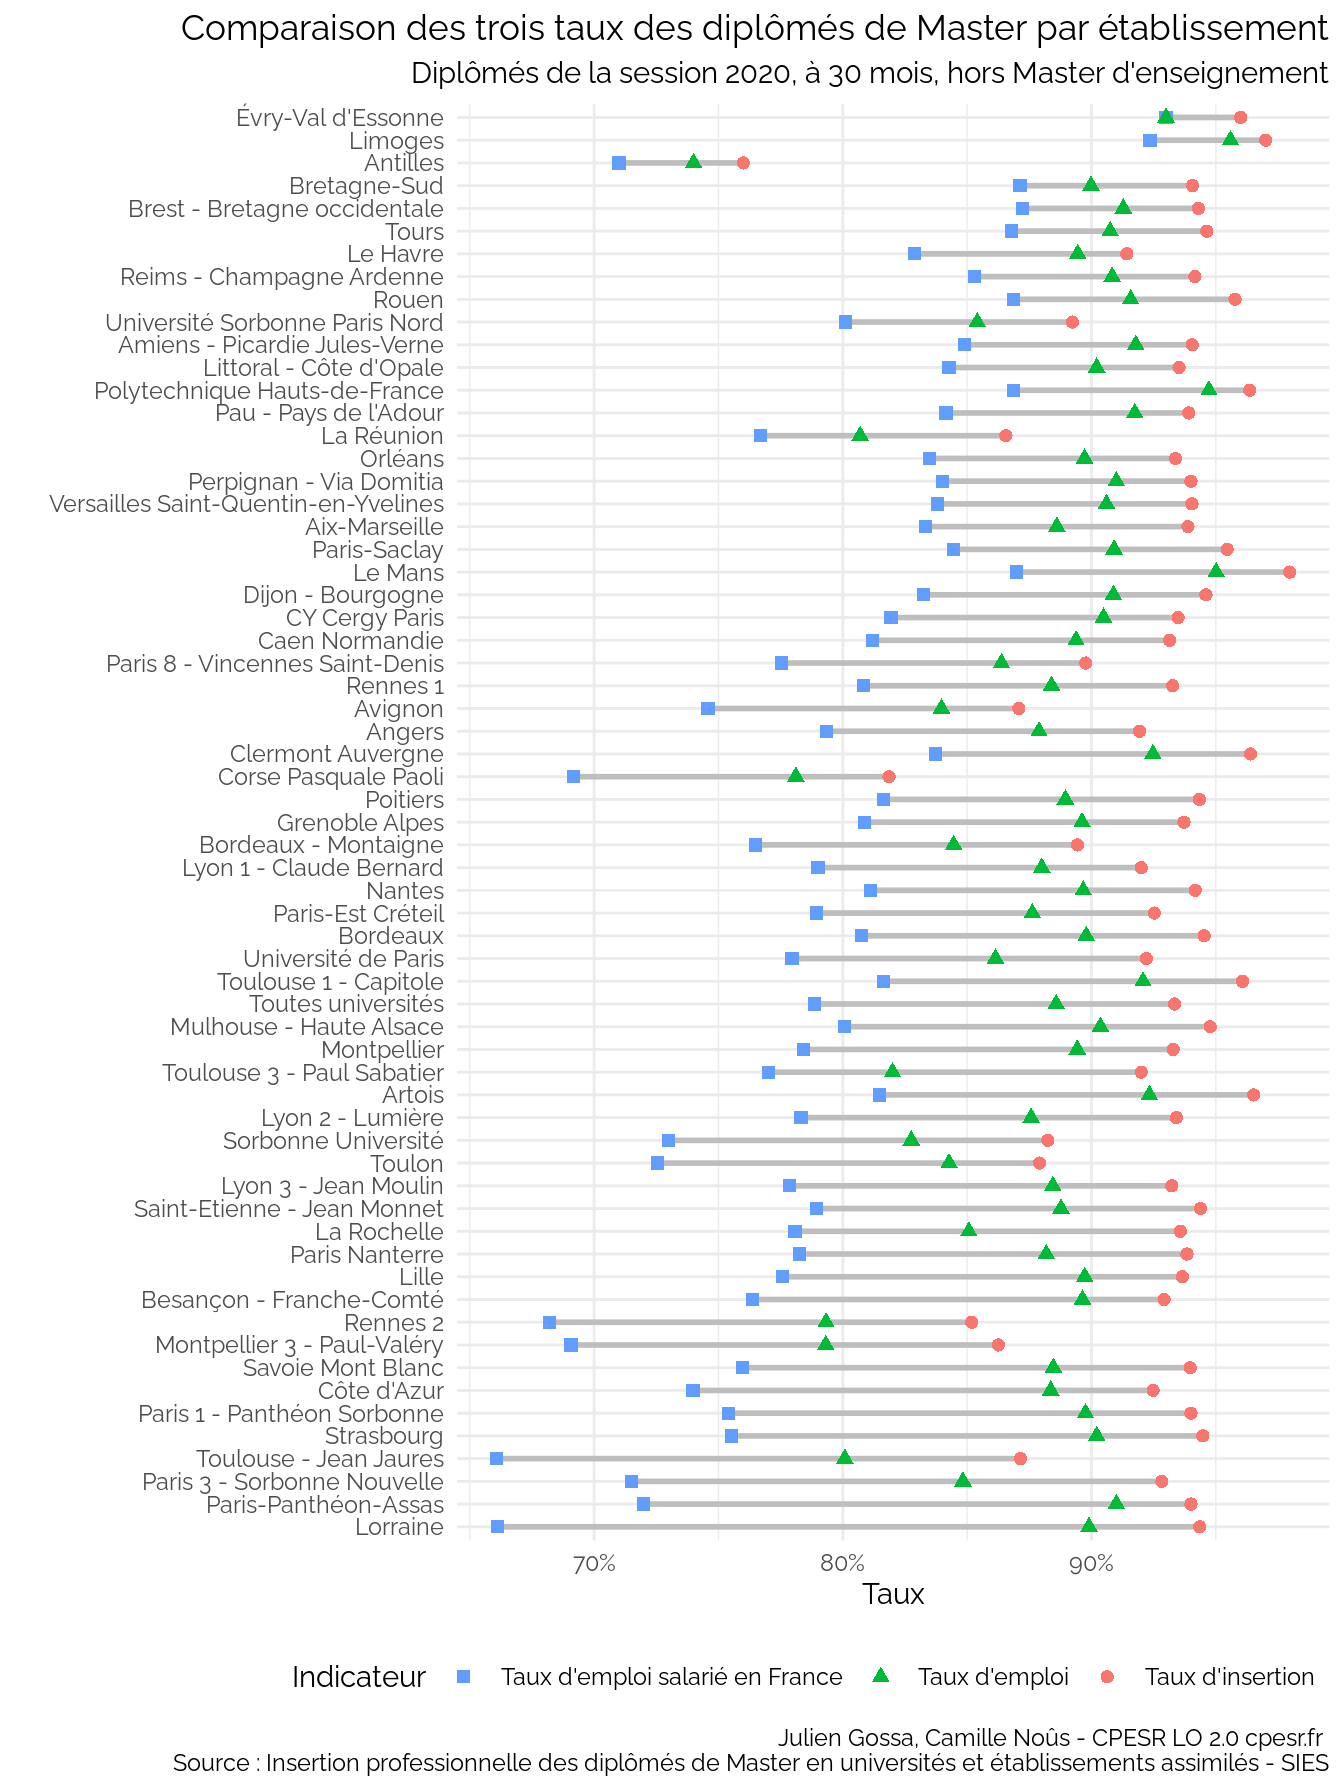 Comparaison des trois taux des diplômés de Master par établissement
Diplômés de la session 2020, à 30 mois, hors Master d'enseignement
Évry-Val d'Essonne
Limoges
Antilles
Bretagne-Sud
Brest - Bretagne occidentale
Tours
Le Havre
Reims - Champagne Ardenne
Rouen
Université Sorbonne Paris Nord
Amiens - Picardie Jules-Verne
Littoral - Côte d'Opale
Polytechnique Hauts-de-France
Pau - Pays de l'Adour
La Réunion
Orléans
Perpignan - Via Domitia
Versailles Saint-Quentin-en-Yvelines
Aix-Marseille
Paris-Saclay
Le Mans
Dijon - Bourgogne
CY Cergy Paris
Caen Normandie
Paris 8 - Vincennes Saint-Denis
Rennes 1
Avignon
Angers
Clermont Auvergne
Corse Pasquale Paoli
Poitiers
Grenoble Alpes
Bordeaux - Montaigne
Lyon 1 - Claude Bernard
Nantes
Paris-Est Créteil
Bordeaux
Université de Paris
Toulouse 1 - Capitole
Toutes universités
Mulhouse - Haute Alsace
Montpellier
Toulouse 3 - Paul Sabatier
Artois
Lyon 2 - Lumière
Sorbonne Université
Toulon
Lyon 3 - Jean Moulin
Saint-Etienne - Jean Monnet
La Rochelle
Paris Nanterre
Lille
Besançon - Franche-Comté
Rennes 2
Montpellier 3 - Paul-Valéry
Savoie Mont Blanc
Côte d'Azur
Paris 1 - Panthéon Sorbonne
Strasbourg
Toulouse - Jean Jaures
Paris 3 - Sorbonne Nouvelle
Paris-Panthéon-Assas
Lorraine
70% 80% 90%
Taux
Indicateur Taux d'emploi salarié en France Taux d'emploi Taux d'insertion
Julien Gossa, Camille Noûs - CPESR LO 2.0 cpesr.fr
Source : Insertion professionnelle des diplômés de Master en universités et établissements assimilés - SIES